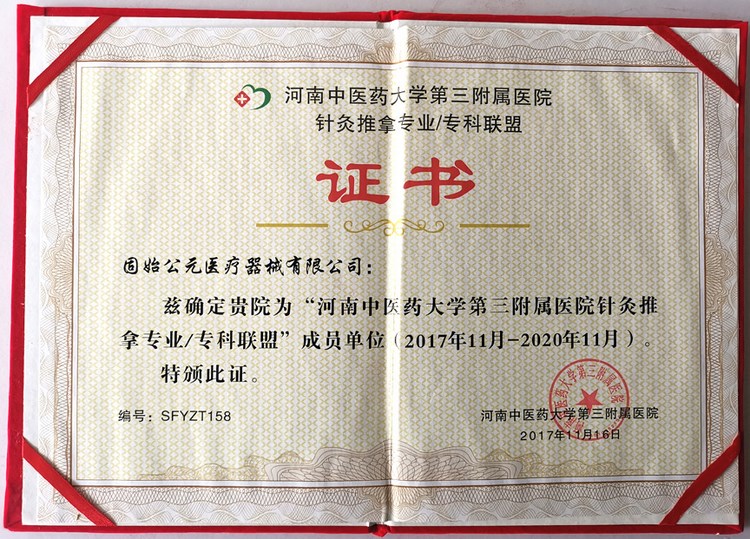 河南中医药大学第三附属医院
针灸推拿专业/专科联盟
证书
固始公元医疗器械有限公司：
兹确定贵院为“河南中医药大学第三附属医院针灸推
拿专业/专科联盟”成员单位（2017年11月-2020年11月）。
特颁此证。
编号：SFYZT158
河南中医药大学第三附属医院
2017年11月16日